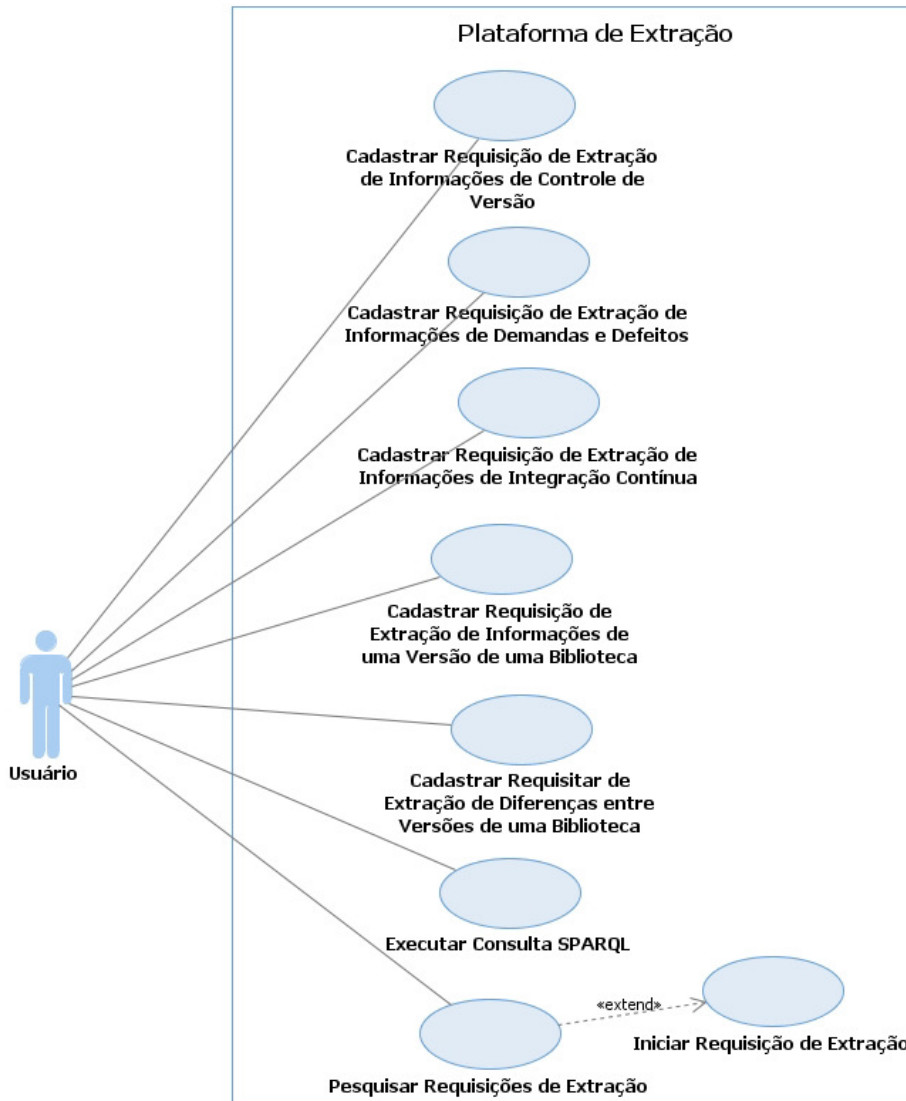 Plataforma de Extração
Cadastrar Requisição de Extração
de Informações de Controle de
Versão
Cadastrar Requisição de Extração de
Informações de Demandas e Defeitos
Cadastrar Requisição de Extração de
Informações de Integração Contínua
Cadastrar Requisição de
Extração de Informações de
uma Versão de uma Biblioteca
Usuário
Cadastrar Requisitar de
Extração de Diferenças entre
Versões de uma Biblioteca
Executar Consulta SPARQL
«extend»
Iniciar Requisição de Extração
Pesquisar Requisições de Extração